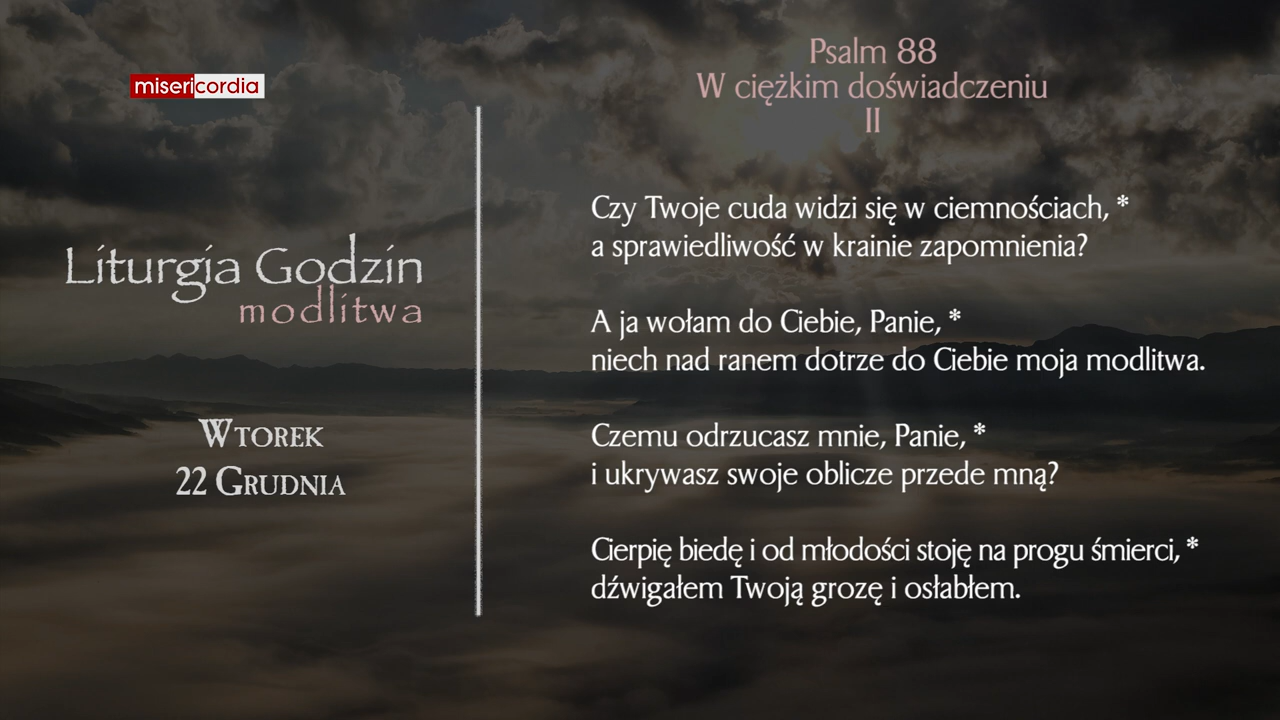 misericordia
Liturgia Godzin
modlitwa
Wtorek
22 Grudnia
Psalm 88
W ciężkim doświadczeniu
II
Czy Twoje cuda widzi się w ciemnościach, *
a sprawiedliwość w krainie zapomnienia?
A ja wołam do Ciebie, Panie, *
niech nad ranem dotrze do Ciebie moja modlitwa.
Czemu odrzucasz mnie, Panie, *
i ukrywasz swoje oblicze przede mną?
Cierpię biedę i od młodości stoję na progu śmierci, *
dźwigałem Twoją grozę i osłabłem.